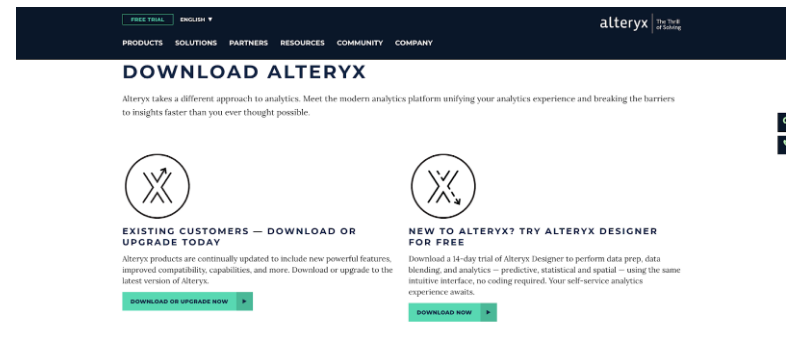 FREE TRIAL ENGLISH ▼
alteryx The Thrill
of Solving
PRODUCTS SOLUTIONS PARTNERS RESOURCES COMMUNITY COMPANY
DOWNLOAD ALTERYX
Alteryx takes a different approach to analytics. Meet the modern analytics platform unifying your analytics experience and breaking the barriers
to insights faster than you ever thought possible.
EXISTING CUSTOMERS — DOWNLOAD OR
UPGRADE TODAY
Alteryx products are continually updated to include new powerful features,
improved compatibility, capabilities, and more. Download or upgrade to the
latest version of Alteryx.
DOWNLOAD OR UPGRADE NOW
NEW TO ALTERYX? TRY ALTERYX DESIGNER
FOR FREE
Download a 14-day trial of Alteryx Designer to perform data prep, data
blending, and analytics — predictive, statistical and spatial — using the same
intuitive interface, no coding required. Your self-service analytics
experience awaits.
DOWNLOAD NOW